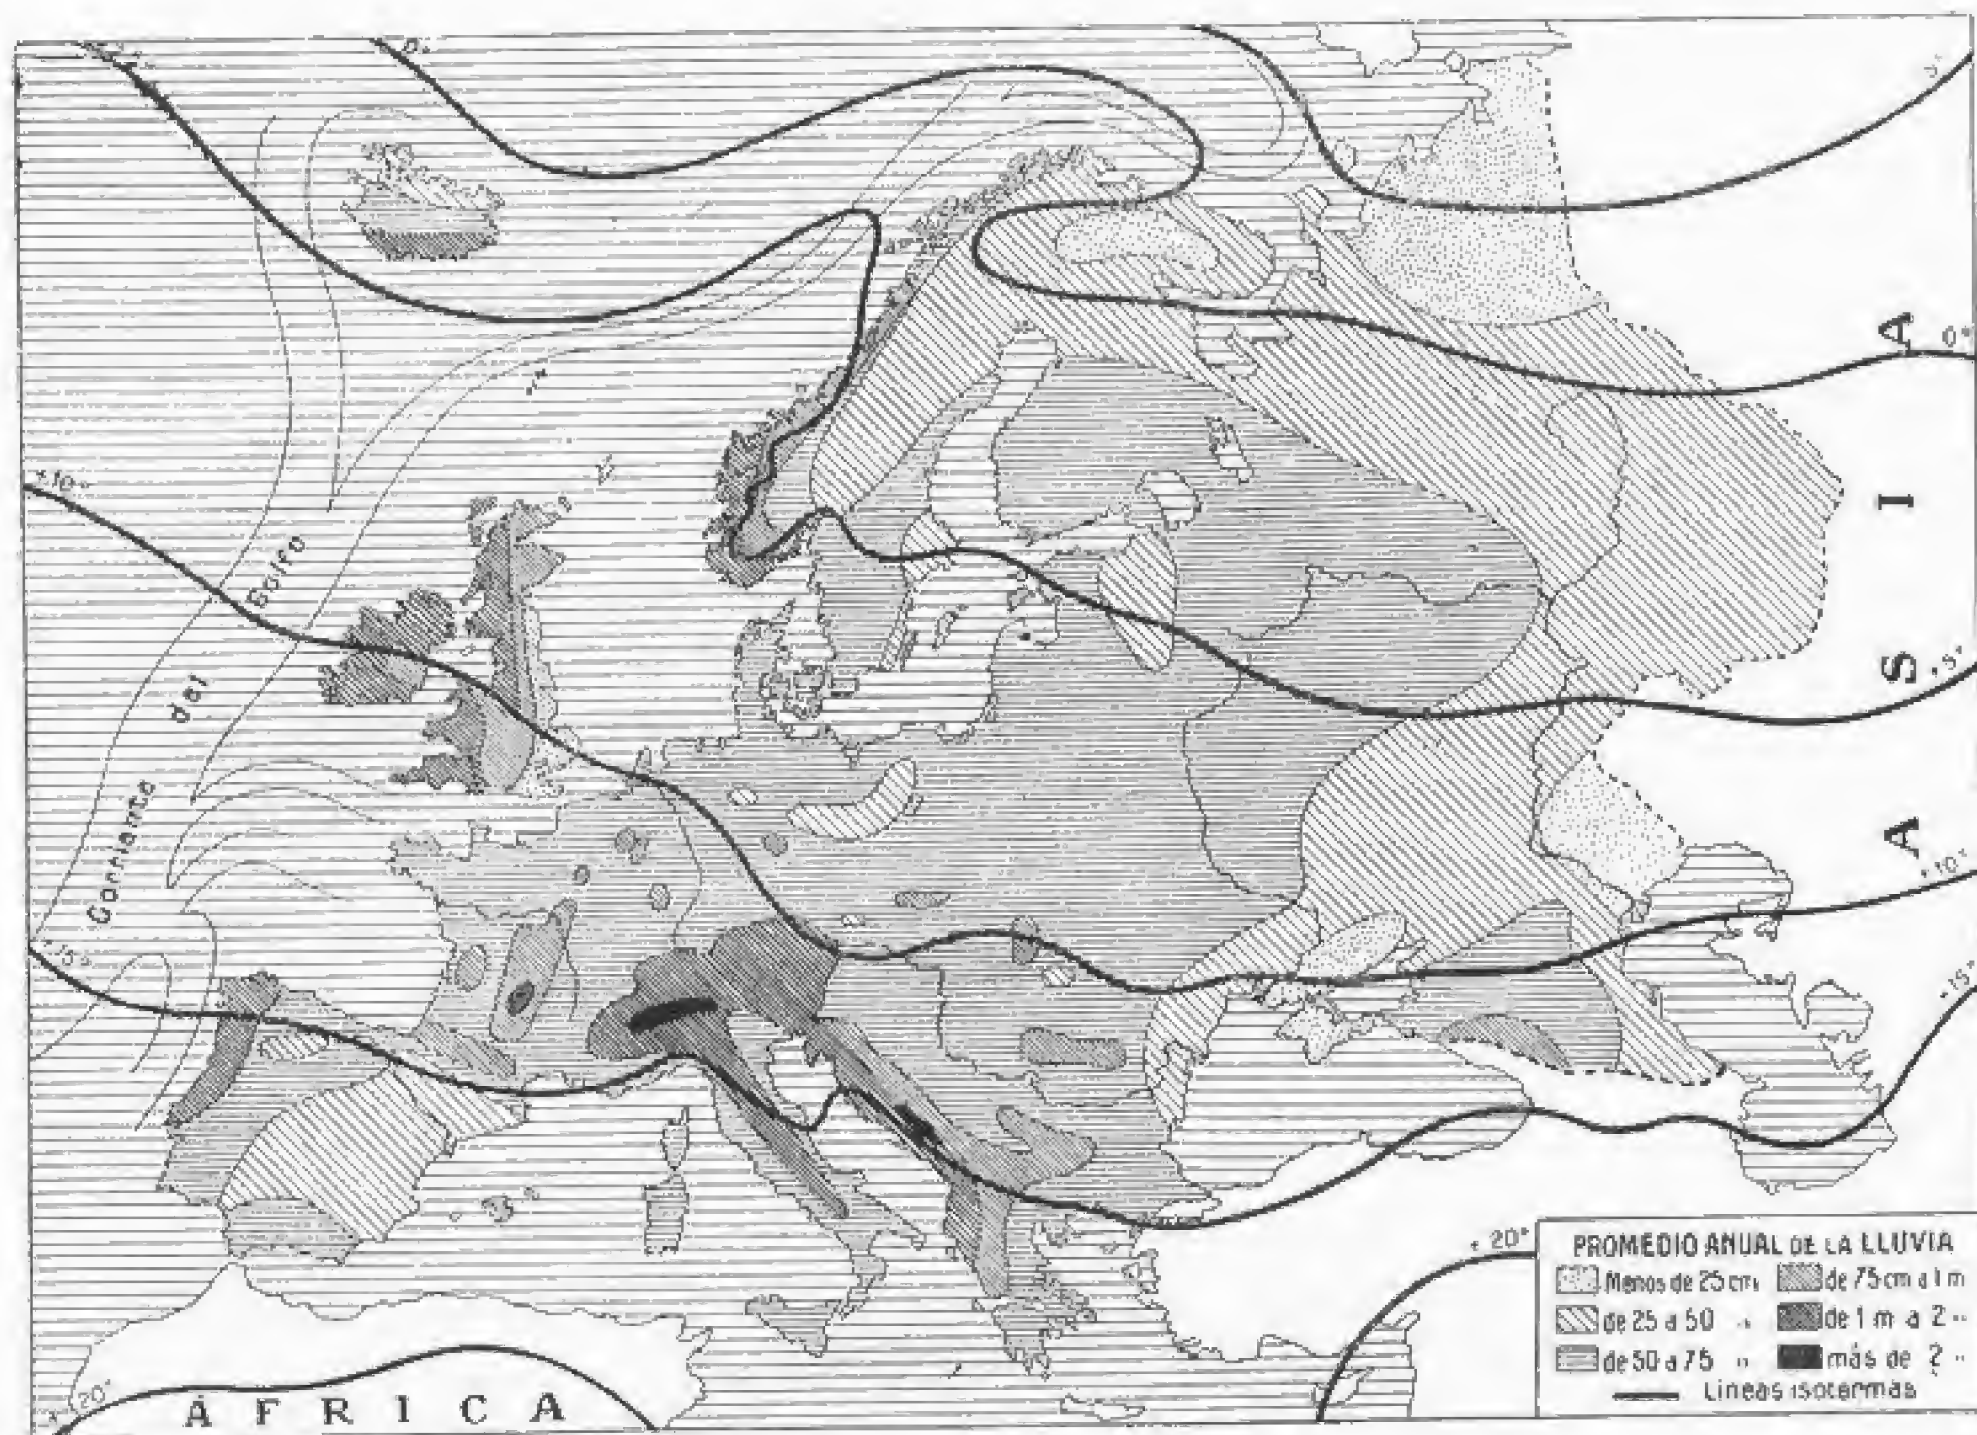 0°
5°
A
0°
+10°
I
Corriente del Golfo
S
+5°
A
+10°
+15°
+15°
PROMEDIO ANUAL DE LA LLUVIA
Menos de 25 cm
de 25 a 50 "
de 50 a 75 "
de 75 cm a 1 m
de 1 m a 2 "
más de 2 "
Líneas isotermas
+ 20°
+ 20°
ÁFRICA